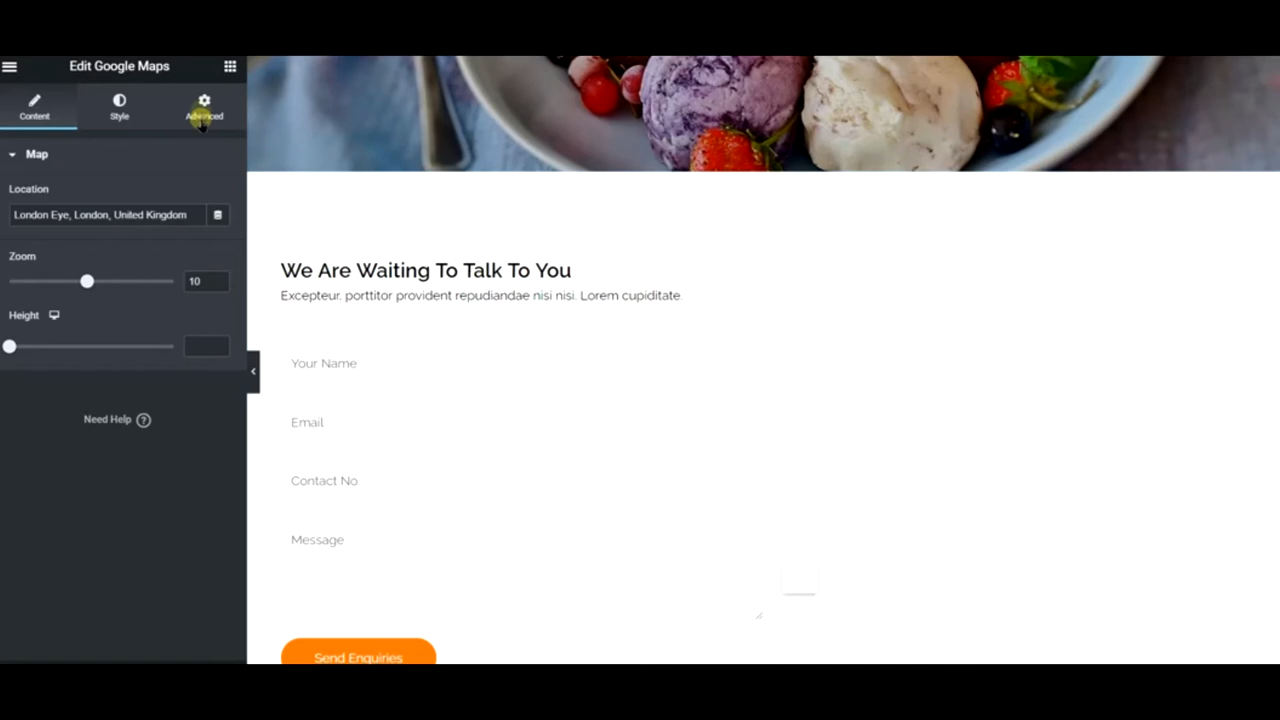 Edit Google Maps
Content
Style
Advanced
Map
Location
London Eye, London, United Kingdom
Zoom
10
Height
Need Help ?
We Are Waiting To Talk To You
Excepteur, porttitor provident repudiandae nisi nisi. Lorem cupiditate.
Your Name
Email
Contact No
Message
Send Enquiries